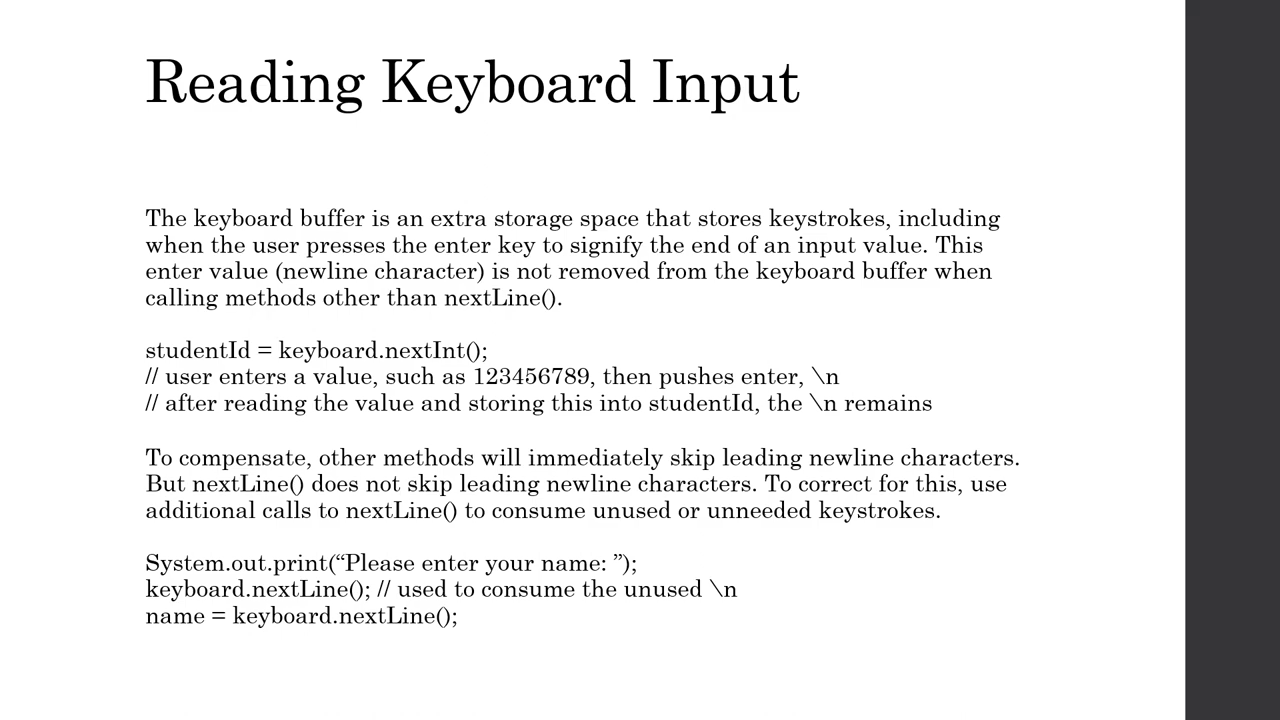 Reading Keyboard Input
The keyboard buffer is an extra storage space that stores keystrokes, including
when the user presses the enter key to signify the end of an input value. This
enter value (newline character) is not removed from the keyboard buffer when
calling methods other than nextLine().
studentId = keyboard.nextInt();
// user enters a value, such as 123456789, then pushes enter, \n
// after reading the value and storing this into studentId, the \n remains
To compensate, other methods will immediately skip leading newline characters.
But nextLine() does not skip leading newline characters. To correct for this, use
additional calls to nextLine() to consume unused or unneeded keystrokes.
System.out.print(“Please enter your name: ”);
keyboard.nextLine(); // used to consume the unused \n
name = keyboard.nextLine();